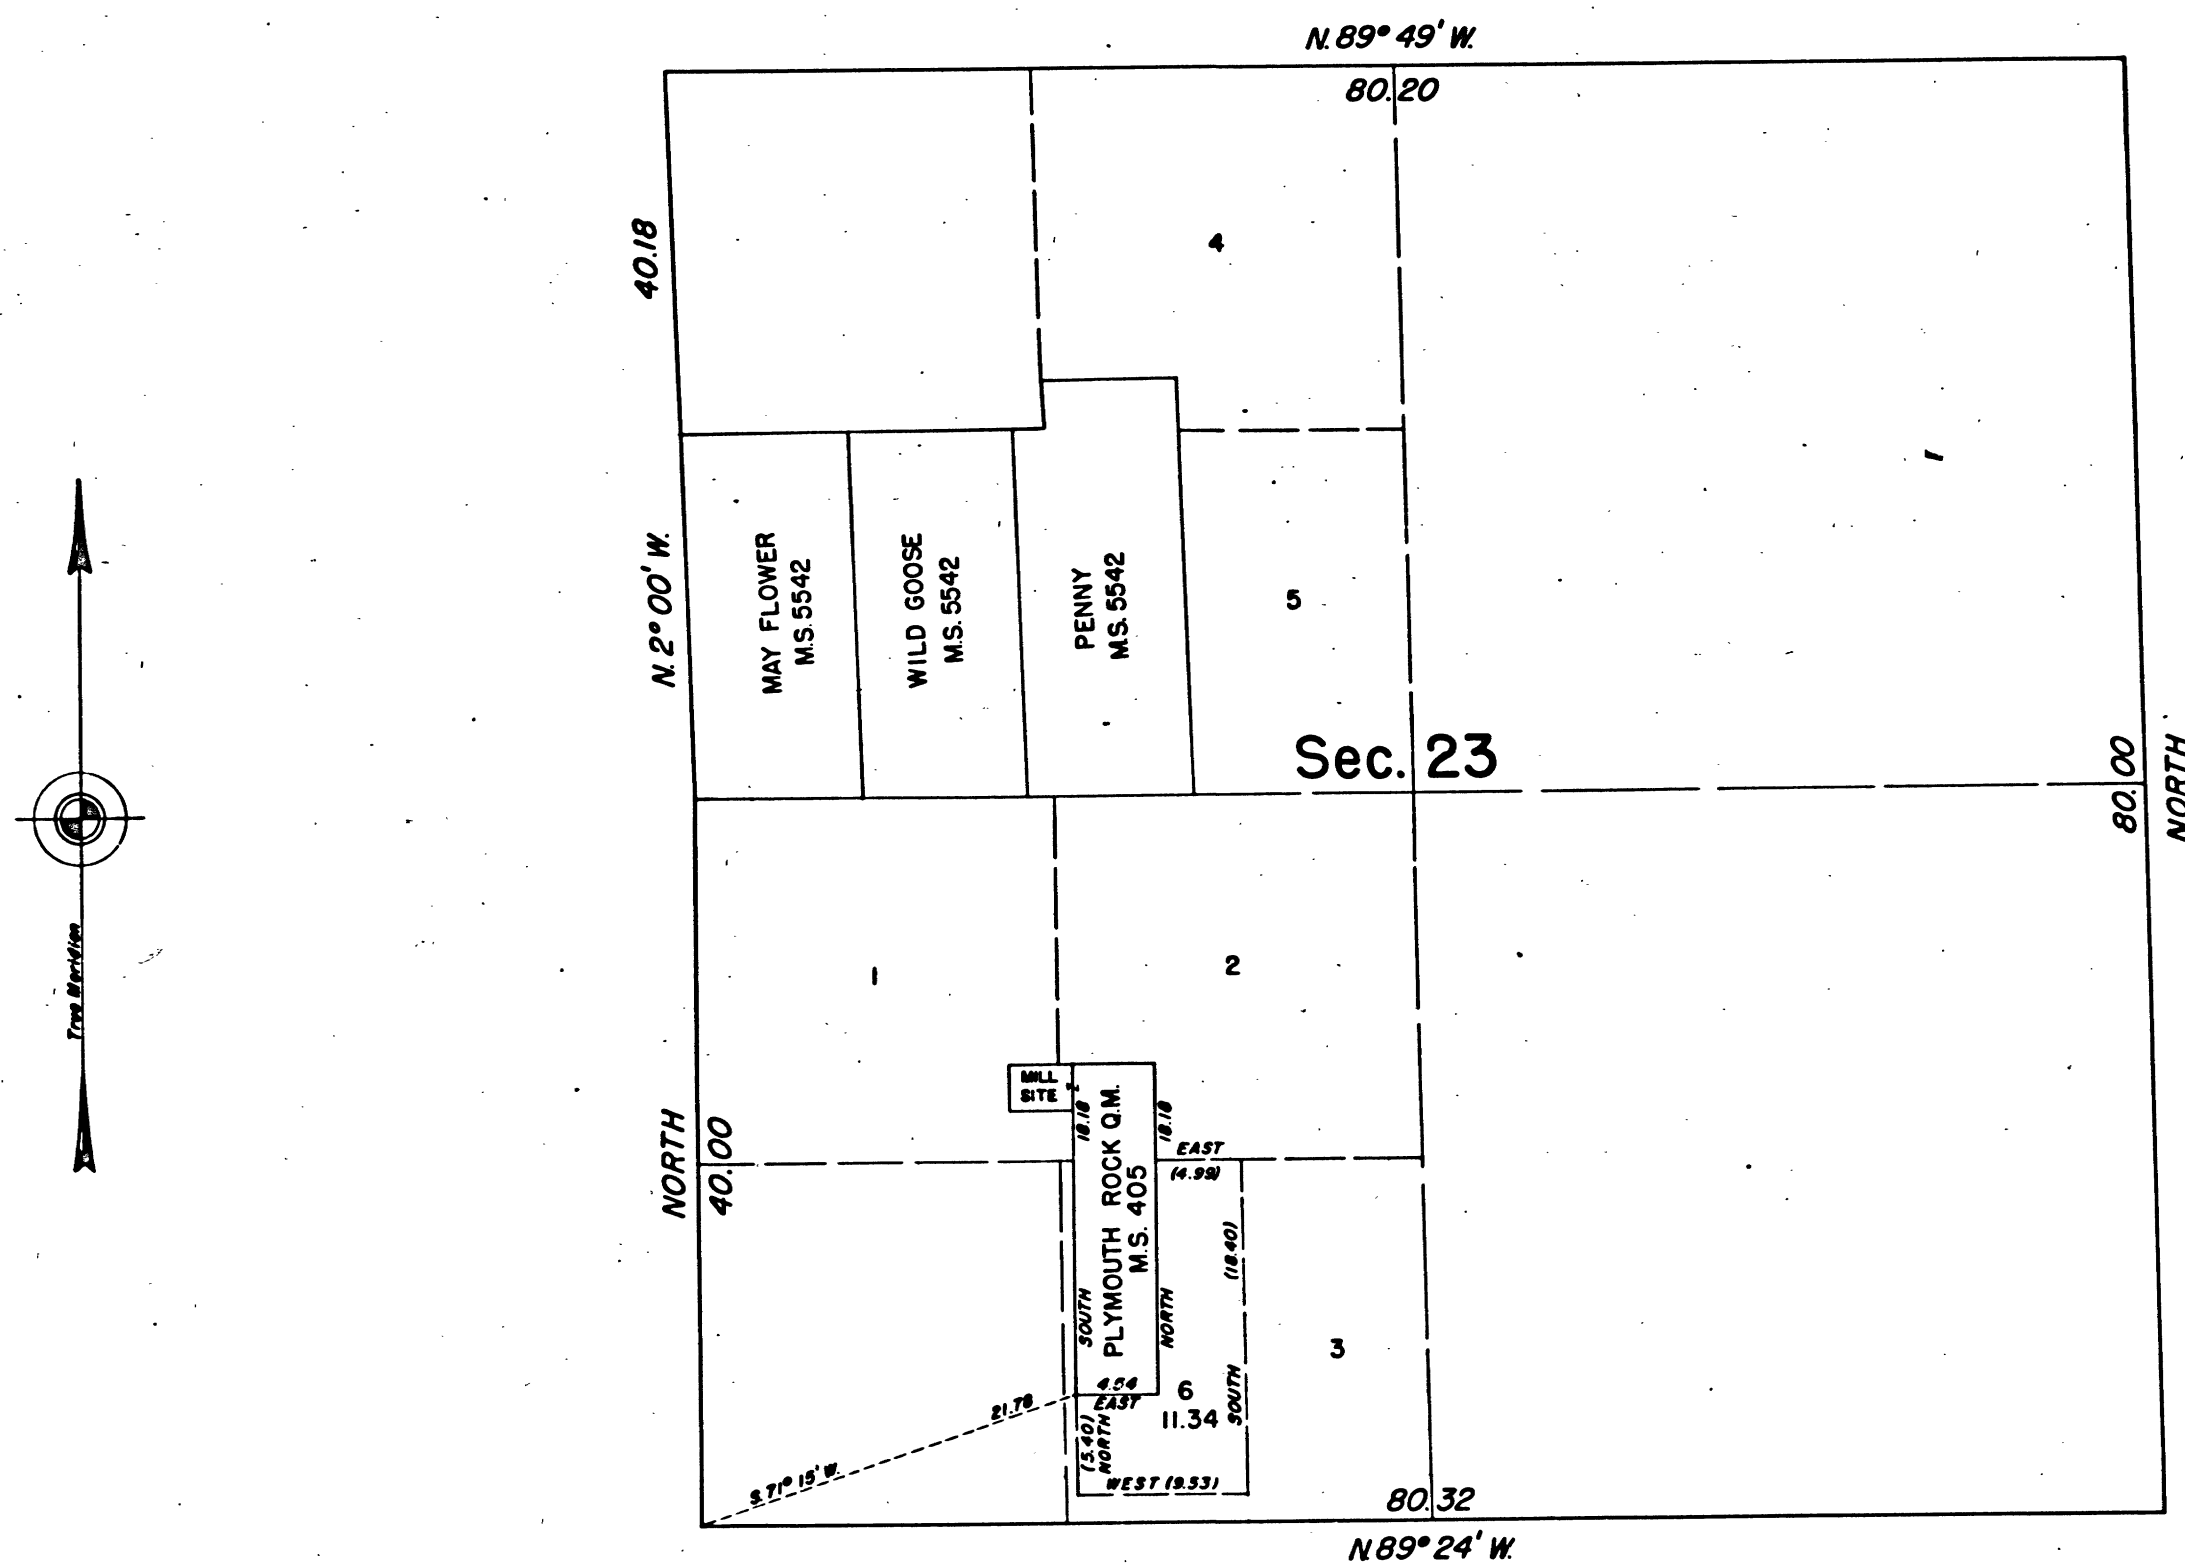 N. 89° 49' W.
80.20
40.18
4
N. 2° 00' W.
MAY FLOWER
M.S. 5542
WILD GOOSE
M.S. 5542
PENNY
M.S. 5542
5
Sec. 23
80.00
NORTH
True Meridian
1
2
MILL
SITE
NORTH
40.00
18.18
SOUTH
PLYMOUTH ROCK Q.M.
M.S. 405
18.18
NORTH
EAST
(4.99)
(18.40)
SOUTH
3
4.54
EAST
6
11.34
21.78
S. 71° 15' W.
(5.40)
NORTH
WEST (9.53)
80.32
N. 89° 24' W.